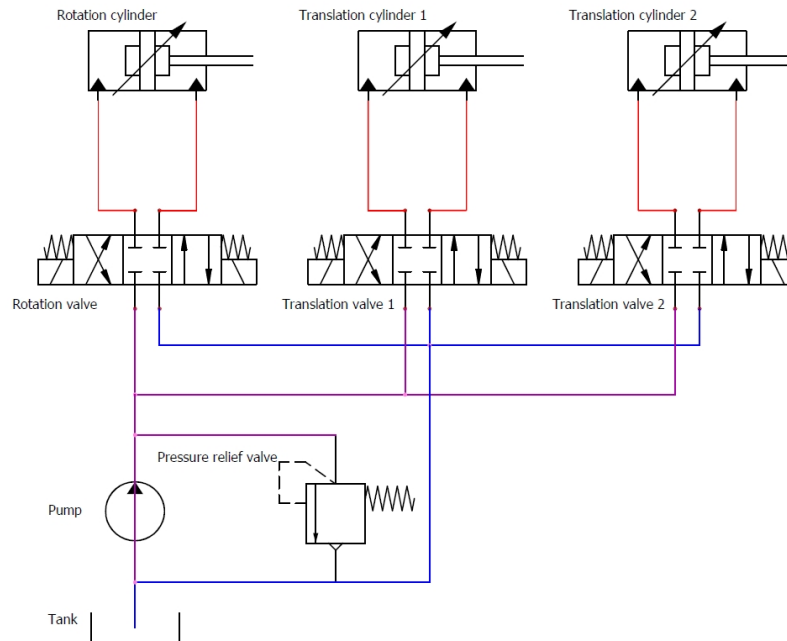 Rotation cylinder
Translation cylinder 1
Translation cylinder 2
Rotation valve
Translation valve 1
Translation valve 2
Pressure relief valve
Pump
Tank